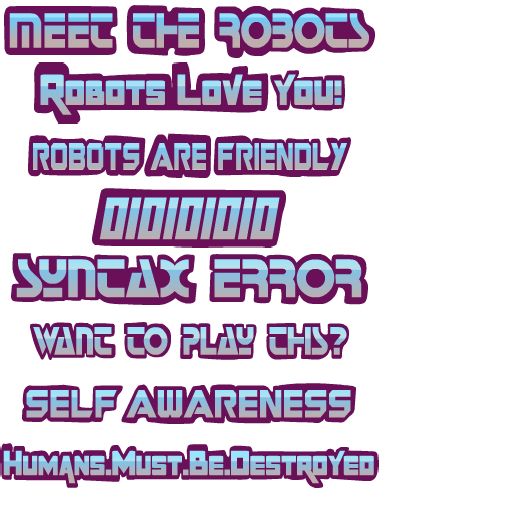 MEET THE ROBOTS
Robots Love You!
ROBOTS ARE FRIENDLY
010101010
SYNTAX ERROR
WANT TO PLAY THIS?
SELF AWARENESS
Humans.Must.Be.Destroyed